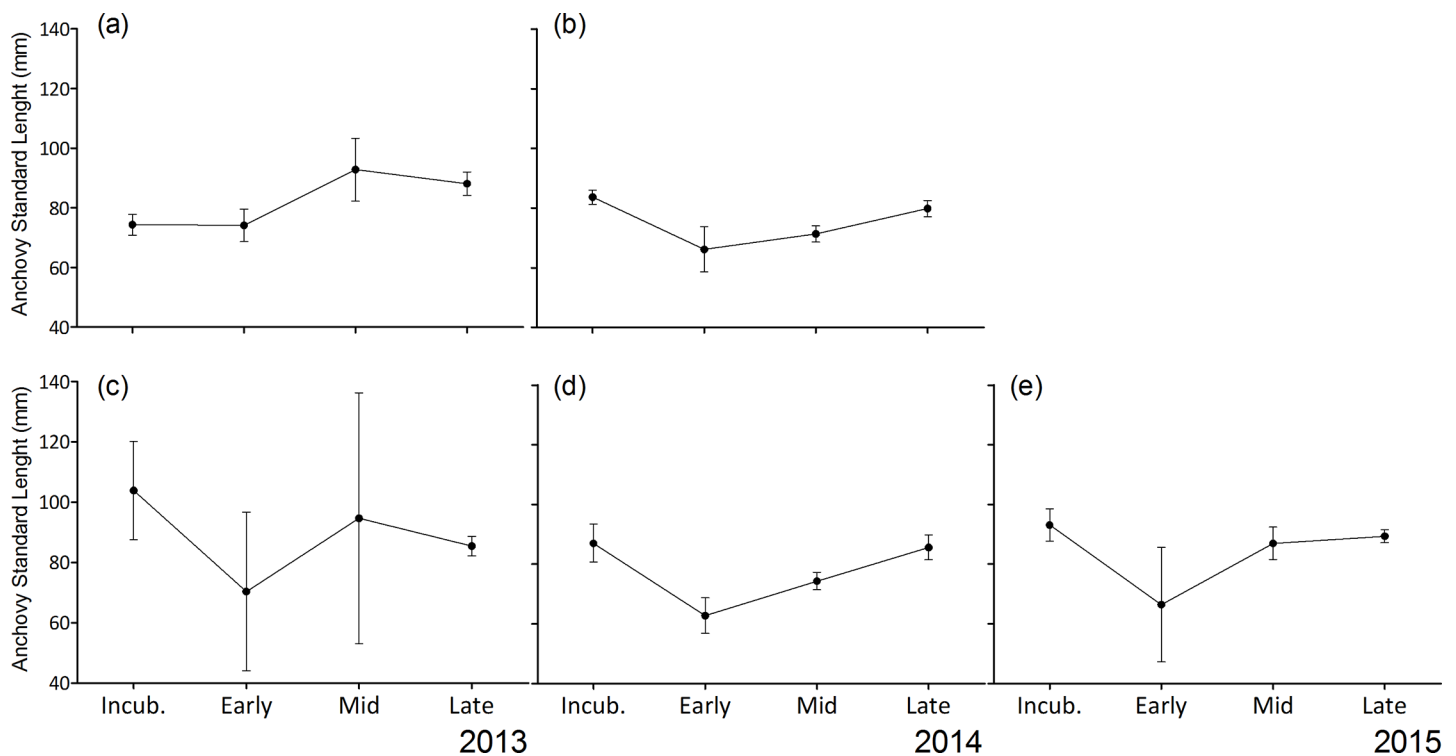 (a)
(b)
Anchovy Standard Lenght (mm)
140
120
100
80
60
40
(c)
(d)
(e)
Anchovy Standard Lenght (mm)
140
120
100
80
60
40
Incub. Early Mid Late
Incub. Early Mid Late
Incub. Early Mid Late
2013
2014
2015